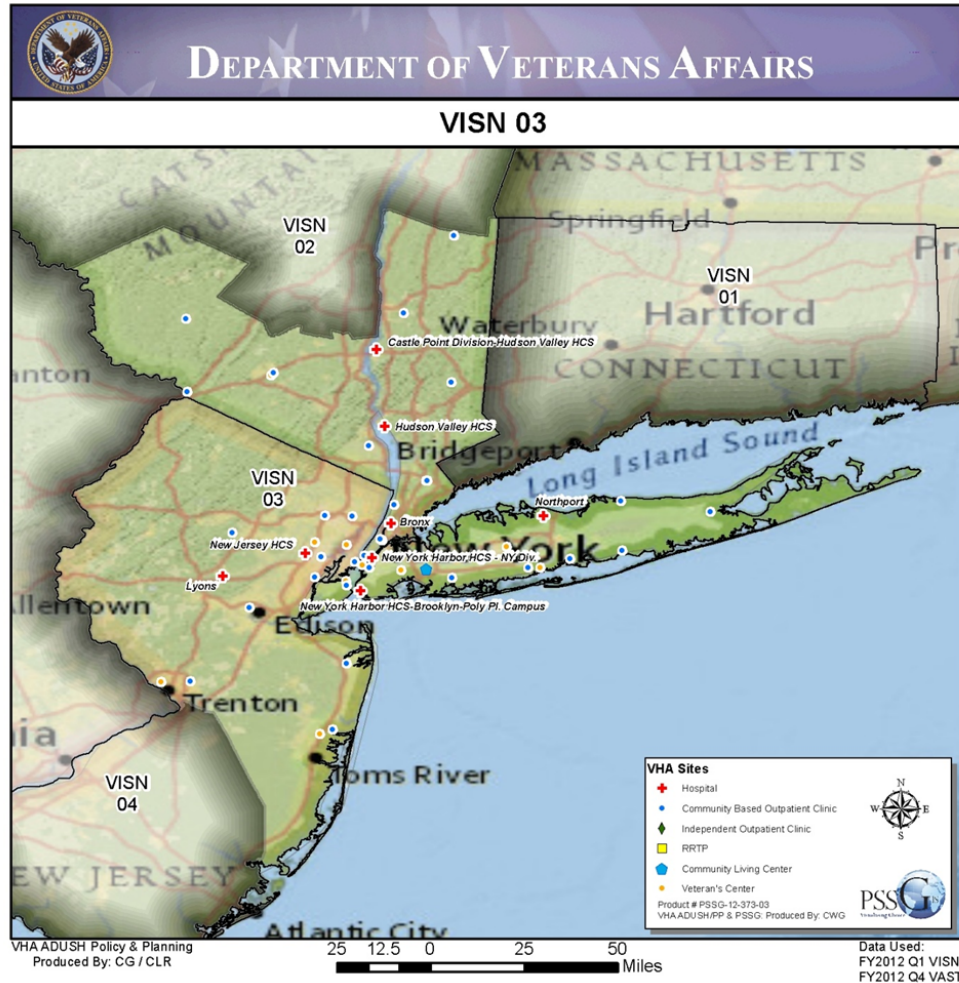 DEPARTMENT OF VETERANS AFFAIRS
VISN 03
CATS
MOUNTAI
MASSACHUSETTS
Springfield
VISN
02
VISN
01
Pro
Hartford
Waterbury
Castle Point Division-Hudson Valley HCS
CONNECTICUT
anton
Hudson Valley HCS
Bridgeport
Long Island Sound
VISN
03
Northport
Bronx
New Jersey HCS
New York
New York Harbor HCS - NY Div.
Lyons
New York Harbor HCS-Brooklyn-Poly Pl. Campus
Allentown
Edison
Trenton
Toms River
VISN
04
EW JERSEY
Atlantic City
VHA Sites
Hospital
Community Based Outpatient Clinic
Independent Outpatient Clinic
RRTP
Community Living Center
Veteran's Center
Product # PSSG-12-373-03
VHA ADUSH/PP & PSSG: Produced By: CWG
N
W
E
S
PSSG
VHA ADUSH Policy & Planning
Produced By: CG / CLR
25 12.5 0 25 50
Miles
Data Used:
FY2012 Q1 VISN
FY2012 Q4 VAST